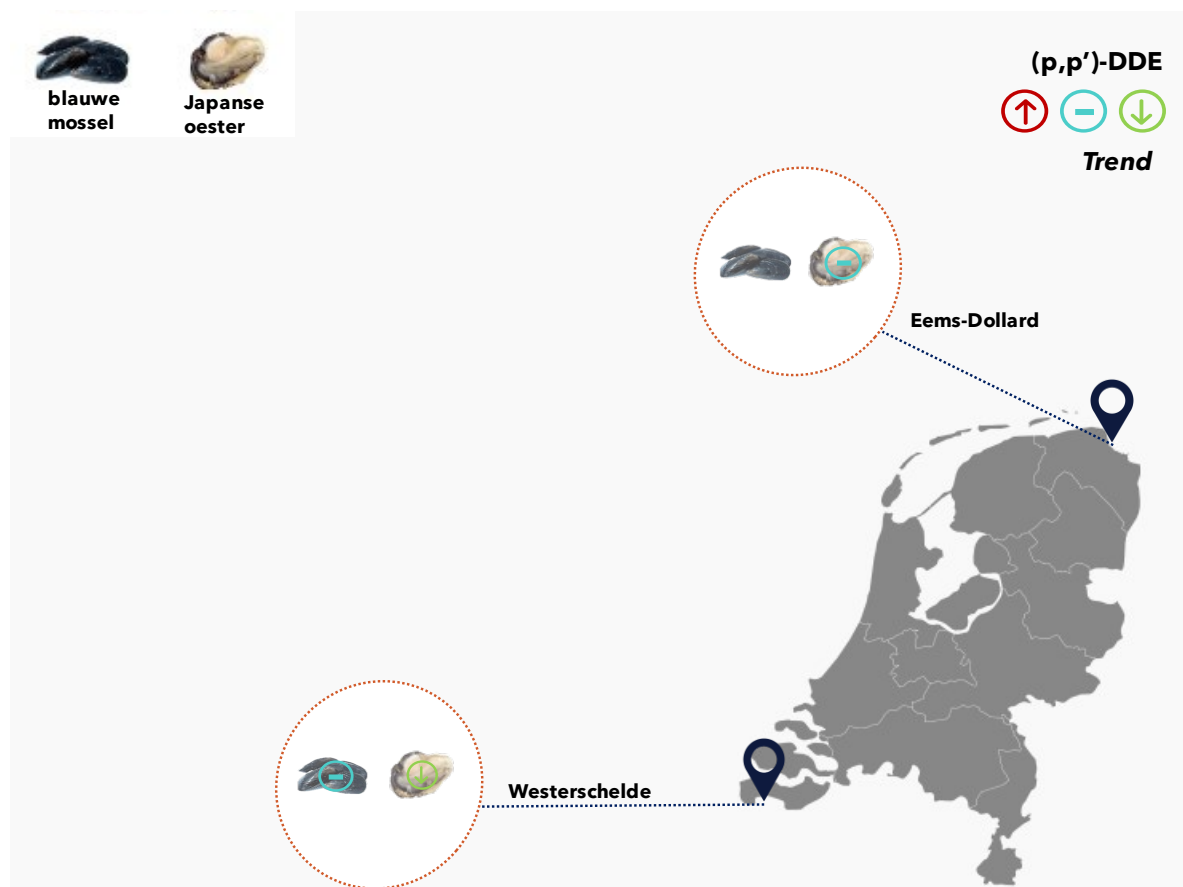 blauwe
mossel
Japanse
oester
(p,p’)-DDE
Trend
Eems-Dollard
Westerschelde